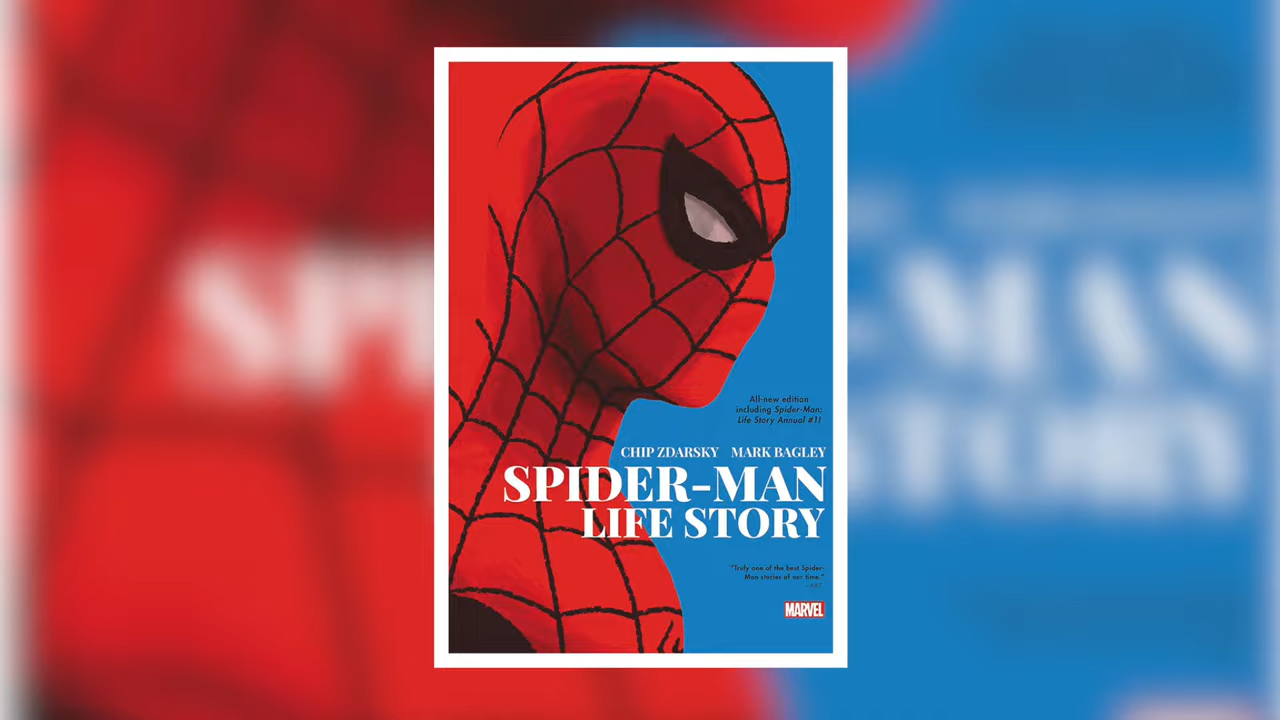 All-new edition
including Spider-Man:
Life Story Annual #1!
CHIP ZDARSKY MARK BAGLEY
SPIDER-MAN
LIFE STORY
"Truly one of the best Spider-
Man stories of our time."
MARVEL